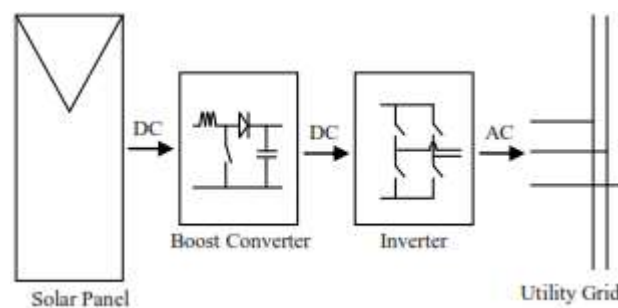 DC
DC
AC
Boost Converter
Inverter
Solar Panel
Utility Grid